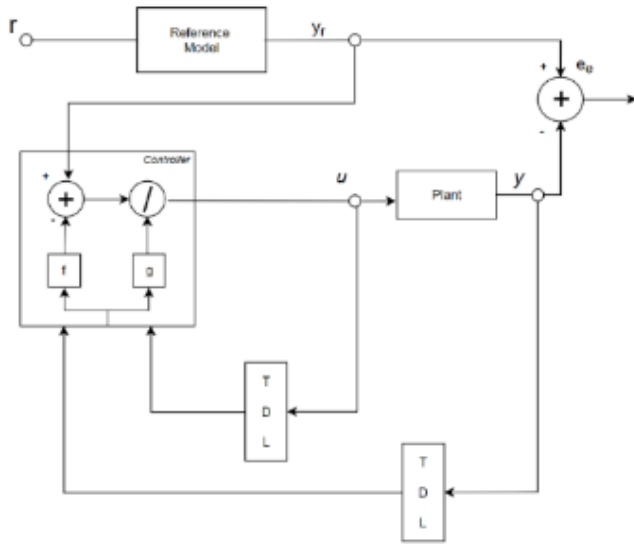 r
Reference
Model
yr
+
ee
+
-
Controller
+
+
-
/
u
Plant
y
f
g
T
D
L
T
D
L